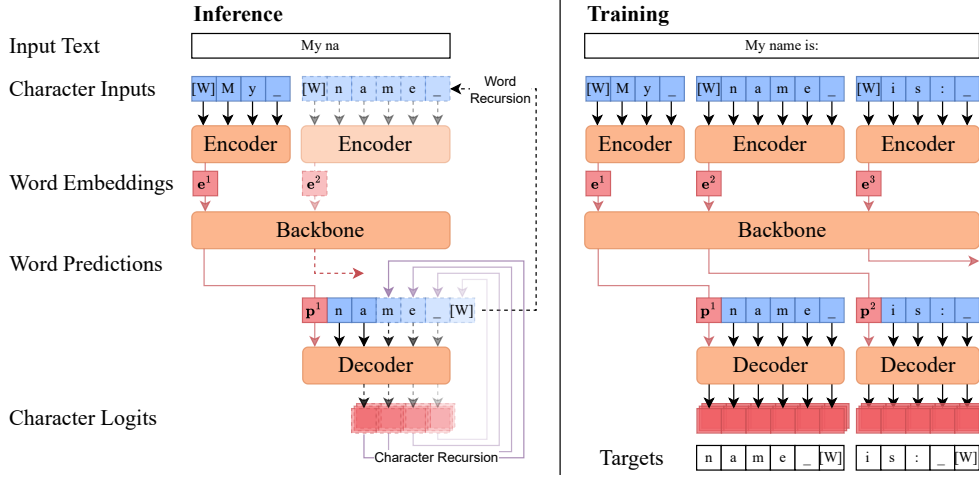 Inference
Training
Input Text
My na
My name is:
Character Inputs
[W] M y _
[W] n a m e _
Word Recursion
[W] M y _
[W] n a m e _
[W] i s : _
Encoder
Encoder
Encoder
Encoder
Encoder
Word Embeddings
e1
e2
e1
e2
e3
Backbone
Backbone
Word Predictions
p1 n a m e _ [W]
p1 n a m e _
p2 i s : _
Decoder
Decoder
Decoder
Character Logits
Character Recursion
Targets
n a m e _ [W]
i s : _ [W]